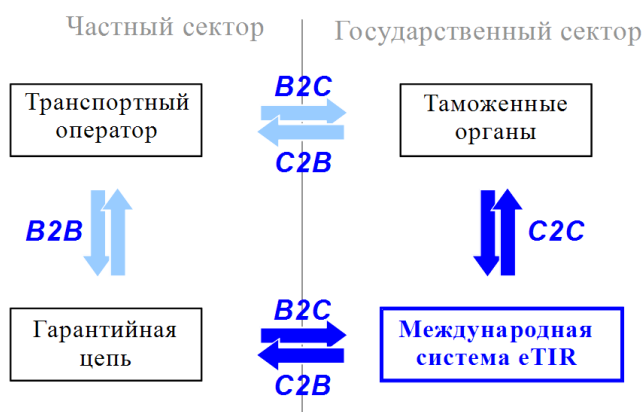 Частный сектор
Государственный сектор
B2C
Транспортный
оператор
Таможенные
органы
C2B
B2B
C2C
B2C
Гарантийная
цепь
Международная
система eTIR
C2B